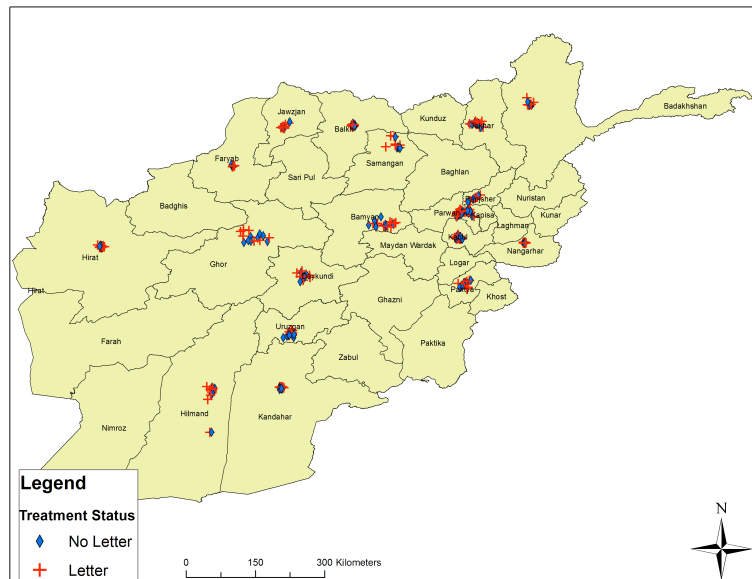 Jawzjan
Balkh
Kunduz
Takhar
Badakhshan
Faryab
Samangan
Sari Pul
Baghlan
Badghis
Panjsher
Nuristan
Bamyan
Parwan
Kapisa
Kunar
Laghman
Hirat
Ghor
Maydan Wardak
Kabul
Nangarhar
Logar
Daykundi
Hirat
Ghazni
Paktya
Khost
Uruzgan
Farah
Zabul
Paktika
Nimroz
Hilmand
Kandahar
Legend
Treatment Status
No Letter
Letter
0 150 300 Kilometers
N